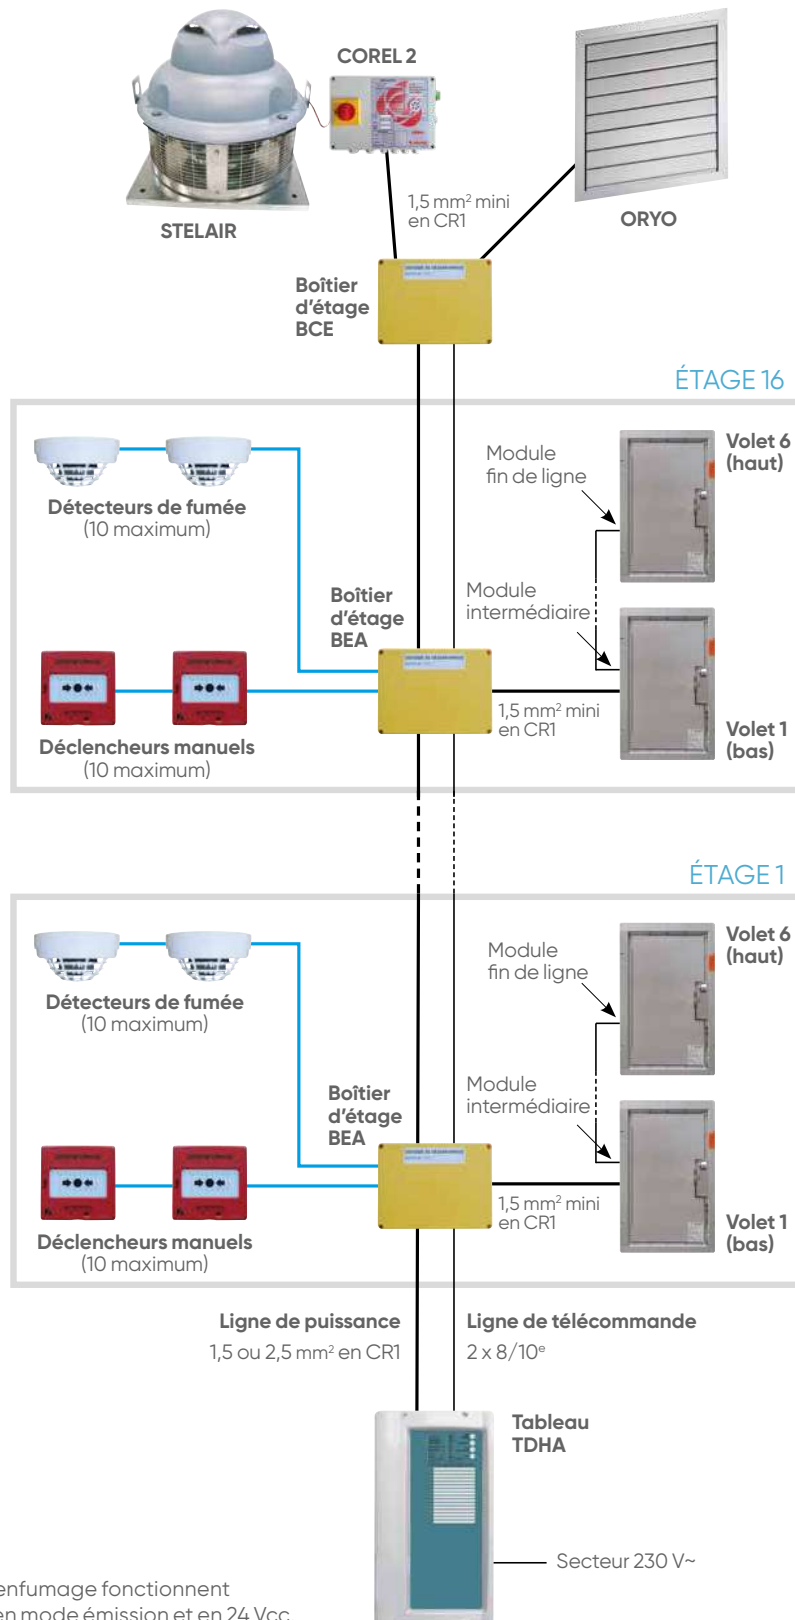 COREL 2
1,5 mm² mini
en CR1
STELAIR
ORYO
Boîtier
d'étage
BCE
ÉTAGE 16
Détecteurs de fumée
(10 maximum)
Module
fin de ligne
Volet 6
(haut)
Boîtier
d'étage
BEA
Module
intermédiaire
Déclencheurs manuels
(10 maximum)
1,5 mm² mini
en CR1
Volet 1
(bas)
ÉTAGE 1
Détecteurs de fumée
(10 maximum)
Module
fin de ligne
Volet 6
(haut)
Boîtier
d'étage
BEA
Module
intermédiaire
Déclencheurs manuels
(10 maximum)
1,5 mm² mini
en CR1
Volet 1
(bas)
Ligne de puissance
1,5 ou 2,5 mm² en CR1
Ligne de télécommande
2 x 8/10e
Tableau
TDHA
Secteur 230 V~
enfumage fonctionnent
en mode émission et en 24 Vcc